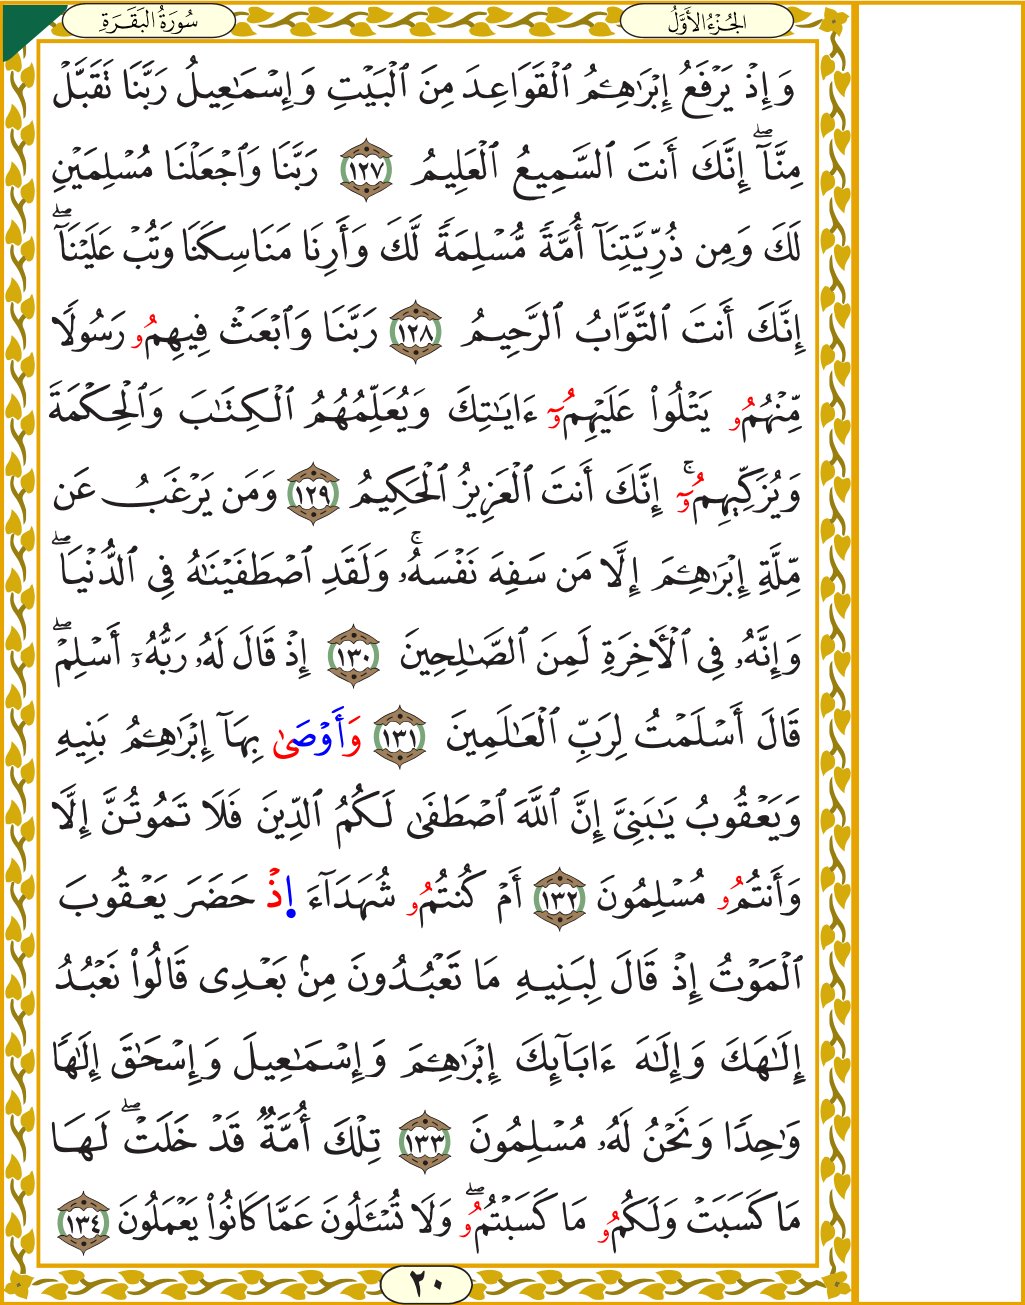 الجُزْءُ الأَوَّلُ
سُورَةُ البَقَرَةِ
وَإِذْ يَرْفَعُ إِبْرَٰهِـۧمُ ٱلْقَوَاعِدَ مِنَ ٱلْبَيْتِ وَإِسْمَـٰعِيلُ رَبَّنَا تَقَبَّلْ
مِنَّآ ۖ إِنَّكَ أَنتَ ٱلسَّمِيعُ ٱلْعَلِيمُ ١٢٧ رَبَّنَا وَٱجْعَلْنَا مُسْلِمَيْنِ
لَكَ وَمِن ذُرِّيَّتِنَآ أُمَّةً مُّسْلِمَةً لَّكَ وَأَرِنَا مَنَاسِكَنَا وَتُبْ عَلَيْنَآ ۖ
إِنَّكَ أَنتَ ٱلتَّوَّابُ ٱلرَّحِيمُ ١٢٨ رَبَّنَا وَٱبْعَثْ فِيهِمُۥ رَسُولًا
مِّنْهُمُۥ يَتْلُوا۟ عَلَيْهِمُۥٓ ءَايَـٰتِكَ وَيُعَلِّمُهُمُ ٱلْكِتَـٰبَ وَٱلْحِكْمَةَ
وَيُزَكِّيهِمُۥٓ ۚ إِنَّكَ أَنتَ ٱلْعَزِيزُ ٱلْحَكِيمُ ١٢٩ وَمَن يَرْغَبُ عَن
مِّلَّةِ إِبْرَٰهِـۧمَ إِلَّا مَن سَفِهَ نَفْسَهُۥ ۚ وَلَقَدِ ٱصْطَفَيْنَـٰهُ فِى ٱلدُّنْيَا ۖ
وَإِنَّهُۥ فِى ٱلْـَٔاخِرَةِ لَمِنَ ٱلصَّـٰلِحِينَ ١٣٠ إِذْ قَالَ لَهُۥ رَبُّهُۥٓ أَسْلِمْ ۖ
قَالَ أَسْلَمْتُ لِرَبِّ ٱلْعَـٰلَمِينَ ١٣١ وَأَوْصَىٰ بِهَآ إِبْرَٰهِـۧمُ بَنِيهِ
وَيَعْقُوبُ يَـٰبَنِىَّ إِنَّ ٱللَّهَ ٱصْطَفَىٰ لَكُمُ ٱلدِّينَ فَلَا تَمُوتُنَّ إِلَّا
وَأَنتُمُۥ مُسْلِمُونَ ١٣٢ أَمْ كُنتُمُۥ شُهَدَآءَ اِذْ حَضَرَ يَعْقُوبَ
ٱلْمَوْتُ إِذْ قَالَ لِبَنِيهِ مَا تَعْبُدُونَ مِنۢ بَعْدِى قَالُوا۟ نَعْبُدُ
إِلَـٰهَكَ وَإِلَـٰهَ ءَابَآئِكَ إِبْرَٰهِـۧمَ وَإِسْمَـٰعِيلَ وَإِسْحَـٰقَ إِلَـٰهًا
وَٰحِدًا وَنَحْنُ لَهُۥ مُسْلِمُونَ ١٣٣ تِلْكَ أُمَّةٌ قَدْ خَلَتْ ۖ لَهَا
مَا كَسَبَتْ وَلَكُمُۥ مَا كَسَبْتُمُۥ ۖ وَلَا تُسْـَٔلُونَ عَمَّا كَانُوا۟ يَعْمَلُونَ ١٣٤
٢٠